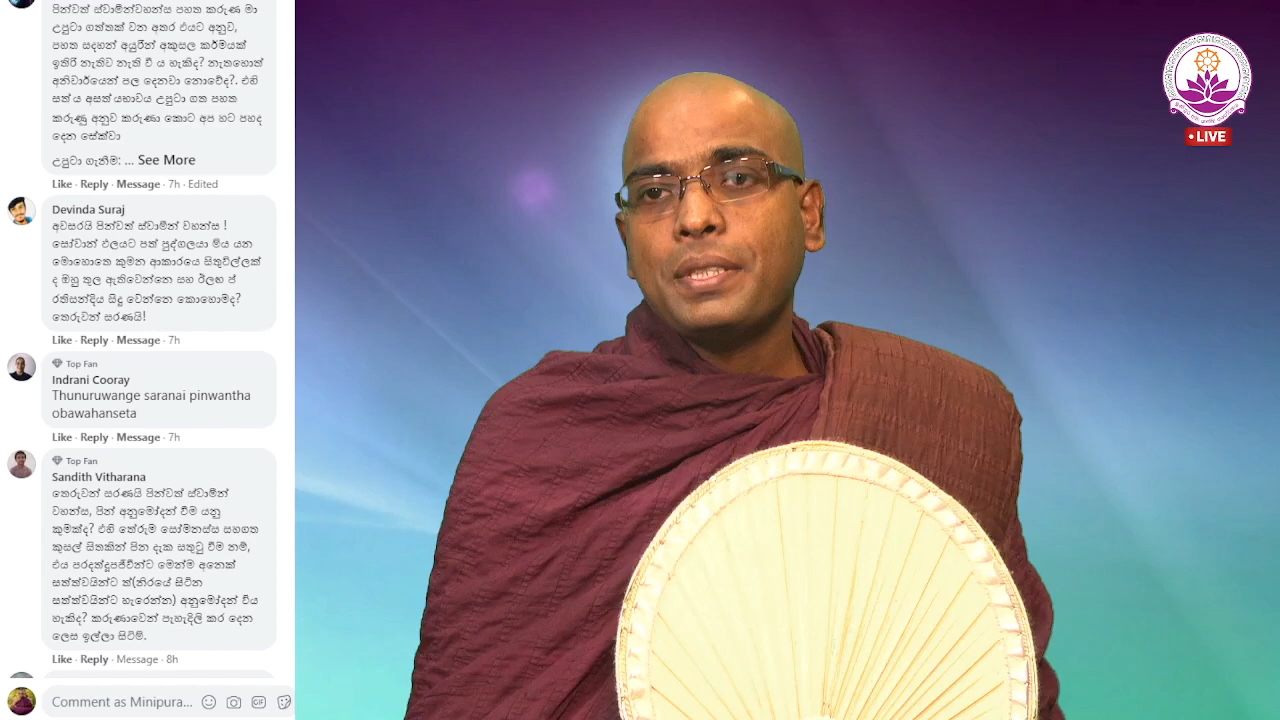 පින්වත් ස්වාමින්වහන්ස පහත කරුණ මා
උපුටා ගත්තක් වන අතර එයට අනුව,
පහත සඳහන් අයුරින් අකුසල කර්මයක්
ඉතිරි නැතිව නැති වි ය හැකිද? නැතහොත්
අනිවාර්යෙන් පල දෙනවා නොවේද?. එහි
සත් ය අසත් යභාවය උපුටා ගත පහත
කරුණු අනුව කරුණා කොට අප හට පහද
දෙන සේක්වා
උපුටා ගැනීම: ... See More
Like · Reply · Message · 7h · Edited
Devinda Suraj
අවසරයි පින්වත් ස්වාමීන් වහන්ස !
සෝවාන් ඵලයට පත් පුද්ගලයා මිය යන
මොහොතෙ කුමන ආකාරයෙ සිතුවිල්ලක්
ද ඔහු තුල ඇතිවෙන්නෙ සහ ඊලඟ ප්
රතිසන්දිය සිදු වෙන්නෙ කොහොමද?
තෙරුවන් සරණයි!
Like · Reply · Message · 7h
Top Fan
Indrani Cooray
Thunuruwange saranai pinwantha
obawahanseta
Like · Reply · Message · 7h
Top Fan
Sandith Vitharana
තෙරුවන් සරණයි පින්වත් ස්වාමීන්
වහන්ස, පින් අනුමෝදන් වීම යනු
කුමක්ද? එහි තේරුම සෝමනස්ස සහගත
කුසල් සිතකින් පින දැක සතුටු වීම නම්,
එය පරදත්දූපජීවීන්ට මෙන්ම අනෙක්
සත්ත්වයින්ට ත්(නිරයේ සිටින
සත්ත්වයින්ට හැරෙන්න) අනුමෝදන් විය
හැකිද? කරුණාවෙන් පැහැදිලි කර දෙන
ලෙස ඉල්ලා සිටිමි.
Like · Reply · Message · 8h
Comment as Minipura...
GIF
LIVE